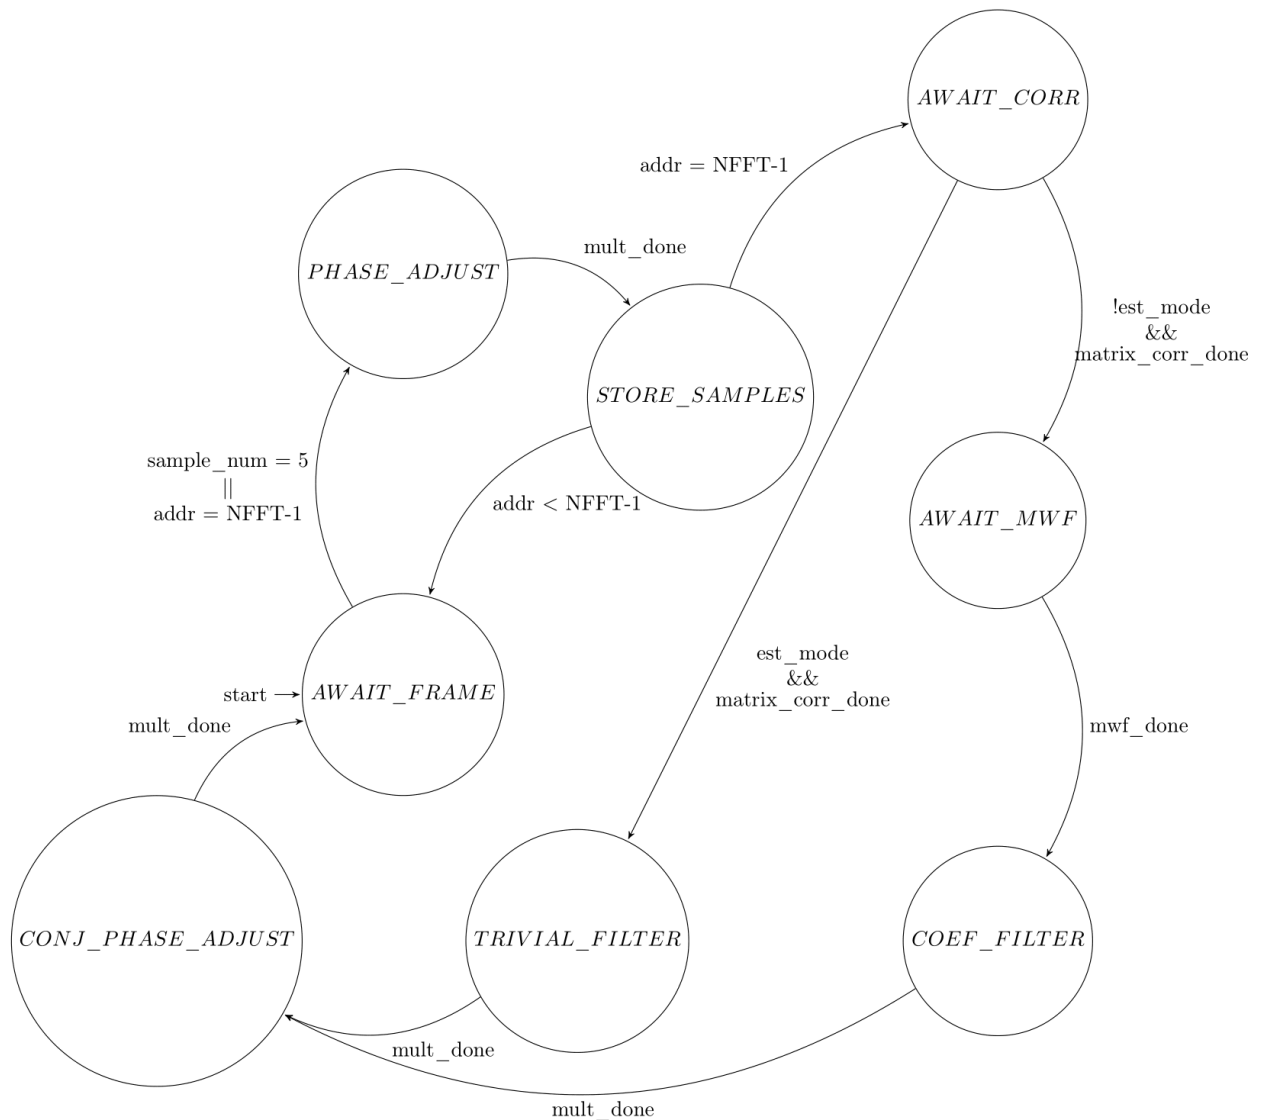 AWAIT_CORR
addr = NFFT-1
mult_done
PHASE_ADJUST
!est_mode
&&
matrix_corr_done
STORE_SAMPLES
sample_num = 5
||
addr = NFFT-1
addr < NFFT-1
AWAIT_MWF
est_mode
&&
matrix_corr_done
start
AWAIT_FRAME
mult_done
mwf_done
CONJ_PHASE_ADJUST
TRIVIAL_FILTER
COEF_FILTER
mult_done
mult_done